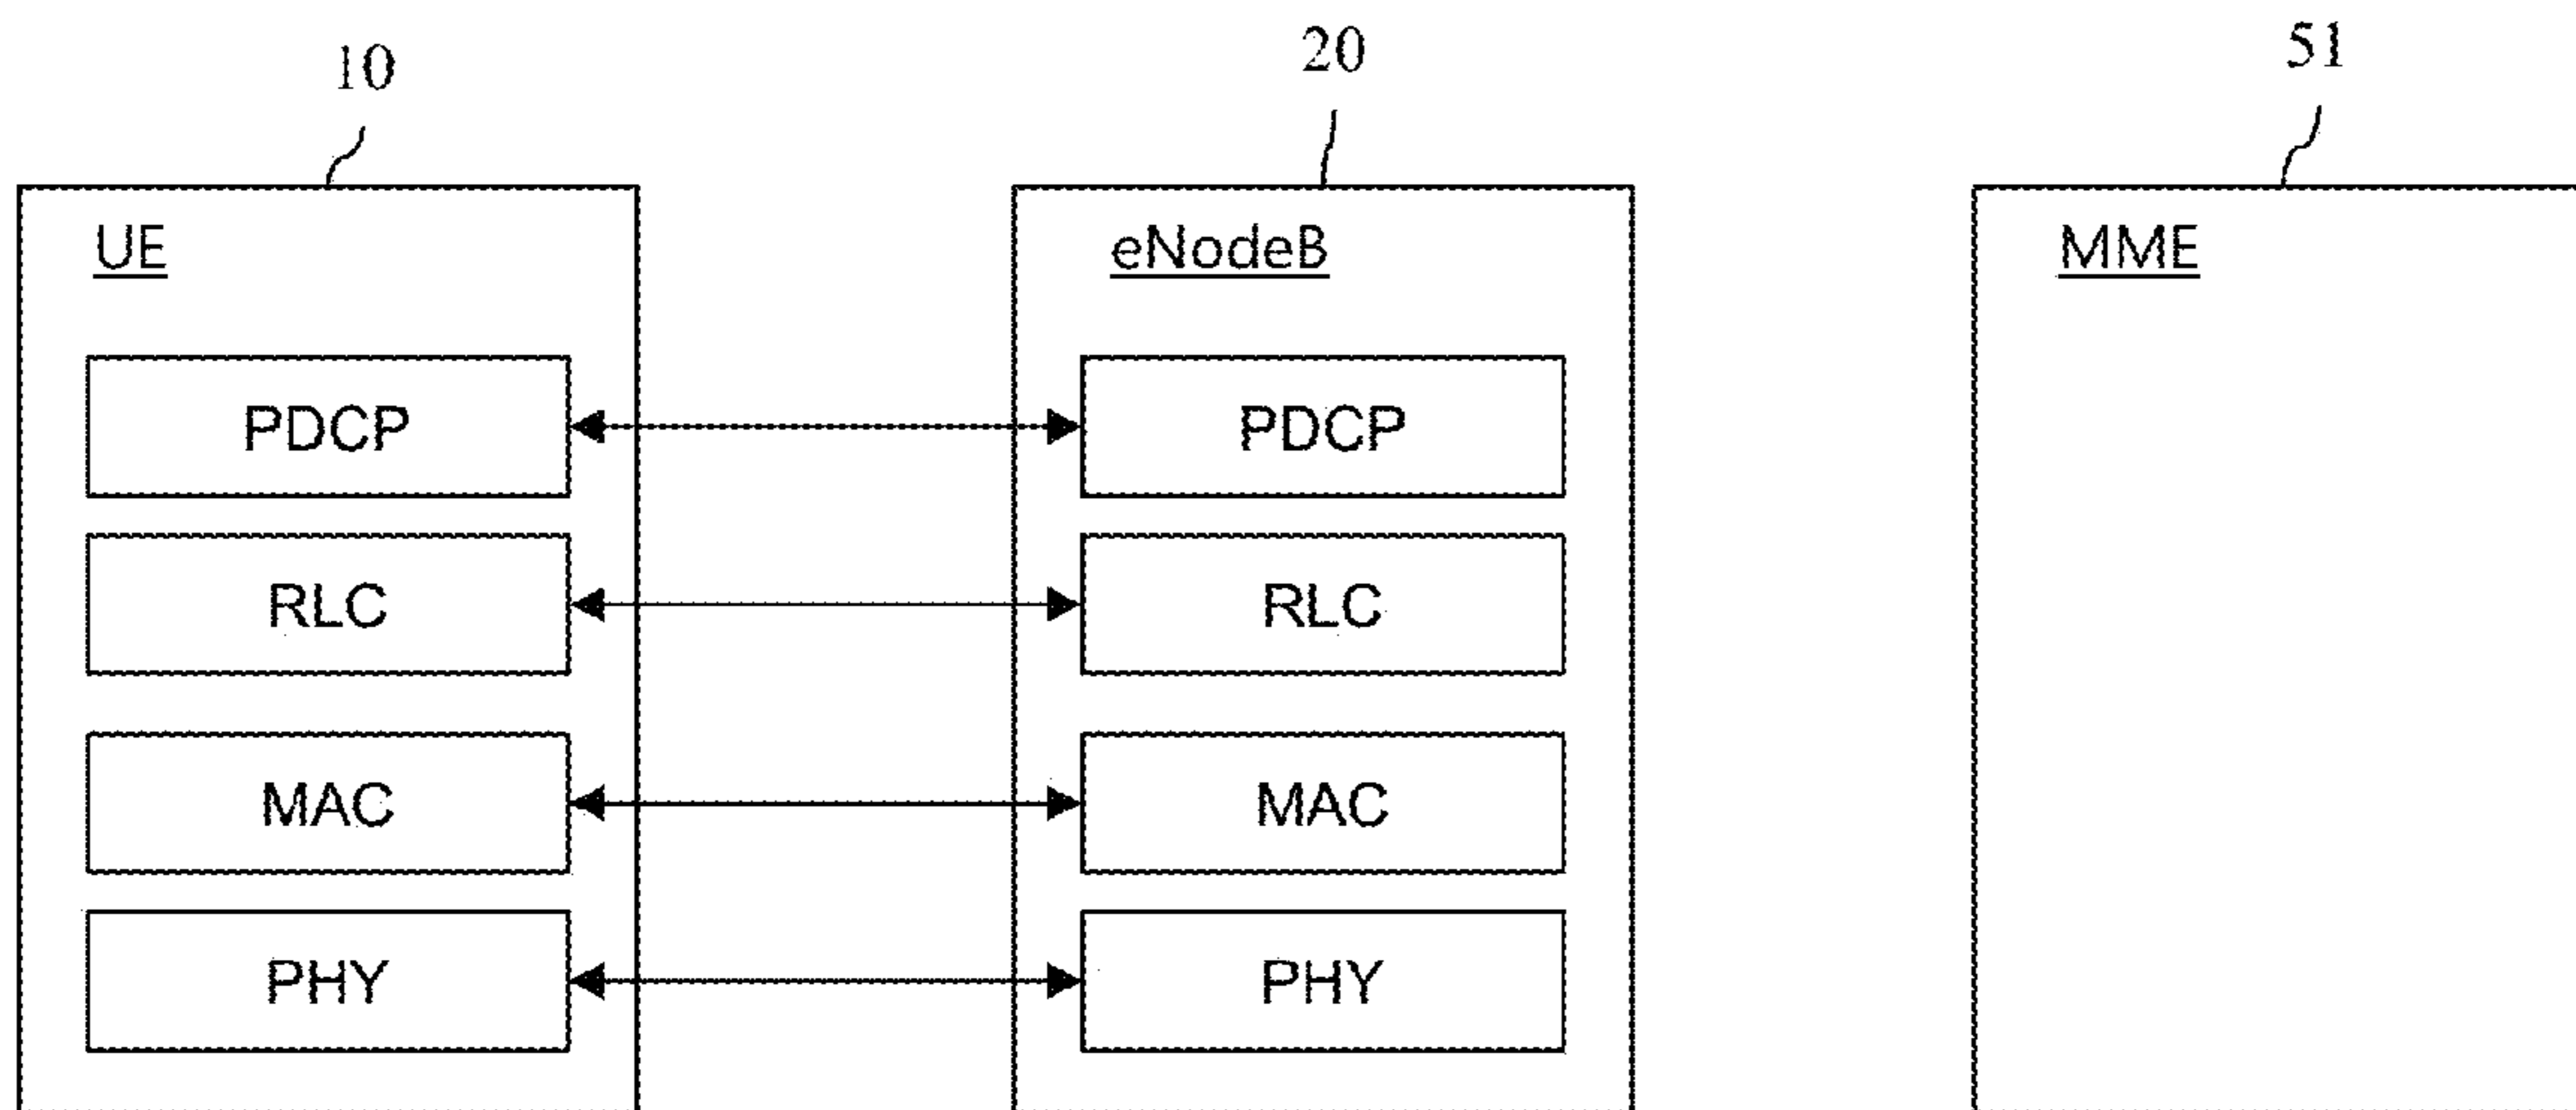 10 20 51
UE eNodeB MME
PDCP PDCP
RLC RLC
MAC MAC
PHY PHY